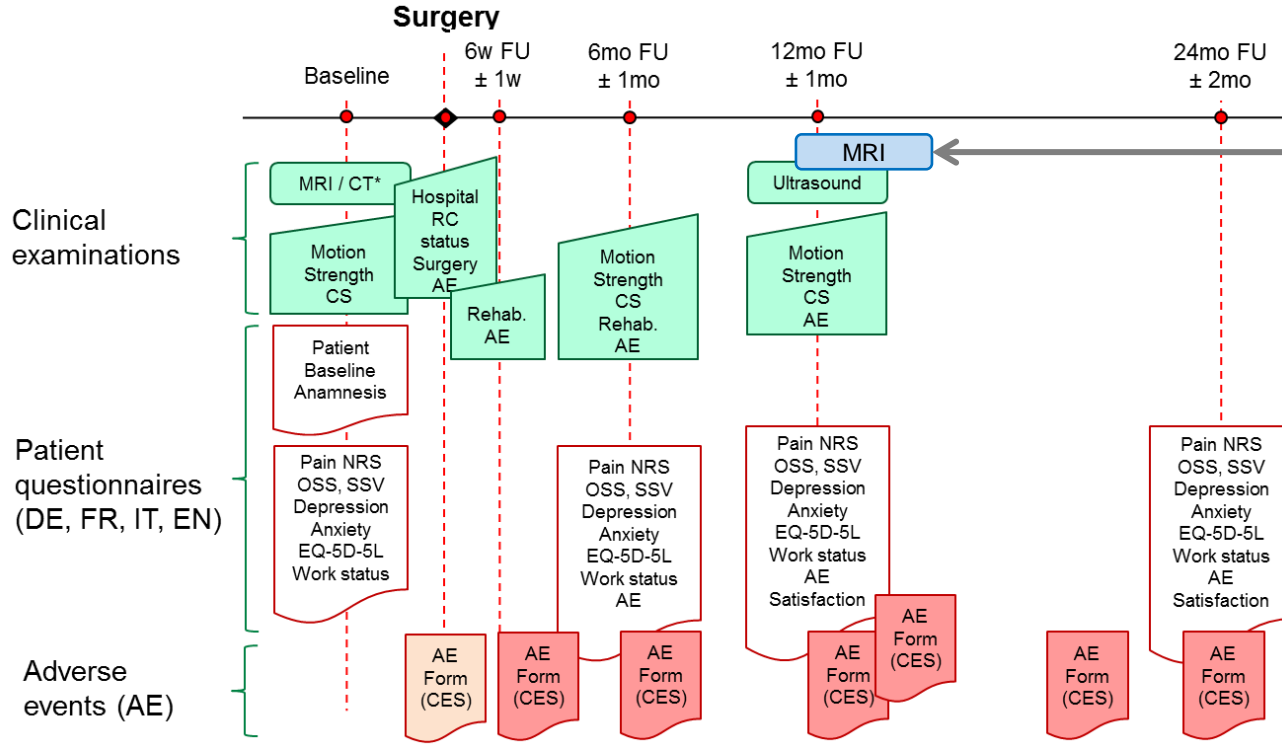 Surgery
Baseline
6w FU
± 1w
6mo FU
± 1mo
12mo FU
± 1mo
24mo FU
± 2mo
MRI
Clinical
examinations
MRI / CT*
Motion
Strength
CS
Hospital
RC
status
Surgery
AE
Rehab.
AE
Motion
Strength
CS
Rehab.
AE
Ultrasound
Motion
Strength
CS
AE
Patient
questionnaires
(DE, FR, IT, EN)
Patient
Baseline
Anamnesis
Pain NRS
OSS, SSV
Depression
Anxiety
EQ-5D-5L
Work status
Pain NRS
OSS, SSV
Depression
Anxiety
EQ-5D-5L
Work status
AE
Pain NRS
OSS, SSV
Depression
Anxiety
EQ-5D-5L
Work status
AE
Satisfaction
Pain NRS
OSS, SSV
Depression
Anxiety
EQ-5D-5L
Work status
AE
Satisfaction
Adverse
events (AE)
AE
Form
(CES)
AE
Form
(CES)
AE
Form
(CES)
AE
Form
(CES)
AE
Form
(CES)
AE
Form
(CES)
AE
Form
(CES)